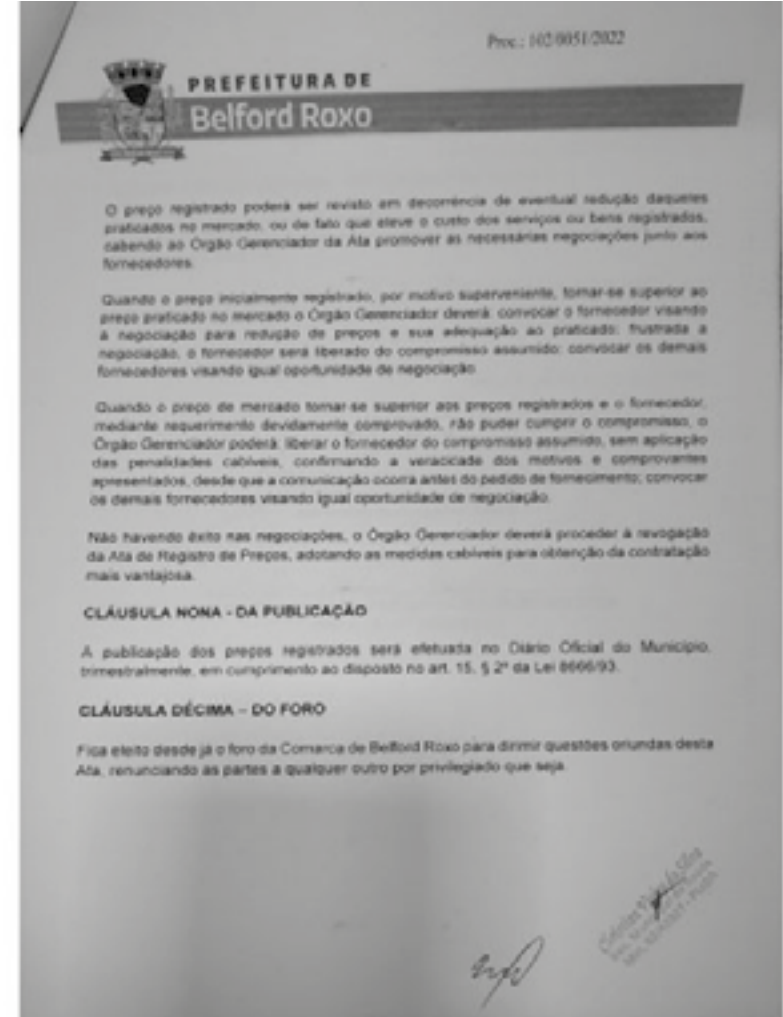 Proc.: 102/0051/2022
PREFEITURA DE
Belford Roxo
O preço registrado poderá ser revisto em decorrência de eventual redução daqueles
praticados no mercado, ou de fato que eleve o custo dos serviços ou bens registrados,
cabendo ao Órgão Gerenciador da Ata promover as necessárias negociações junto aos
fornecedores.
Quando o preço inicialmente registrado, por motivo superveniente, tornar-se superior ao
preço praticado no mercado o Órgão Gerenciador deverá: convocar o fornecedor visando
à negociação para redução de preços e sua adequação ao praticado; frustrada a
negociação, o fornecedor será liberado do compromisso assumido; convocar os demais
fornecedores visando igual oportunidade de negociação.
Quando o preço de mercado tornar-se superior aos preços registrados e o fornecedor,
mediante requerimento devidamente comprovado, não puder cumprir o compromisso, o
Órgão Gerenciador poderá: liberar o fornecedor do compromisso assumido, sem aplicação
das penalidades cabíveis, confirmando a veracidade dos motivos e comprovantes
apresentados, desde que a comunicação ocorra antes do pedido de fornecimento; convocar
os demais fornecedores visando igual oportunidade de negociação.
Não havendo êxito nas negociações, o Órgão Gerenciador deverá proceder à revogação
da Ata de Registro de Preços, adotando as medidas cabíveis para obtenção da contratação
mais vantajosa.
CLÁUSULA NONA - DA PUBLICAÇÃO
A publicação dos preços registrados será efetuada no Diário Oficial do Município,
trimestralmente, em cumprimento ao disposto no art. 15, § 2º da Lei 8666/93.
CLÁUSULA DÉCIMA – DO FORO
Fica eleito desde já o foro da Comarca de Belford Roxo para dirimir questões oriundas desta
Ata, renunciando as partes a qualquer outro por privilegiado que seja.